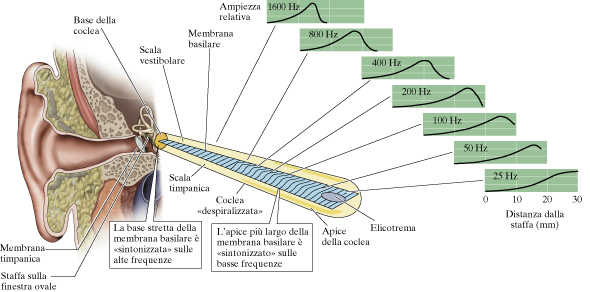 Ampiezza
relativa
1600 Hz
Base della
coclea
Membrana
basilare
800 Hz
Scala
vestibolare
400 Hz
200 Hz
100 Hz
50 Hz
25 Hz
0
10
20
30
Distanza dalla
staffa (mm)
Scala
timpanica
Coclea
«despiralizzata»
Elicotrema
Apice
della coclea
La base stretta della
membrana basilare è
«sintonizzata» sulle
alte frequenze
L'apice più largo della
membrana basilare è
«sintonizzato» sulle
basse frequenze
Membrana
timpanica
Staffa sulla
finestra ovale